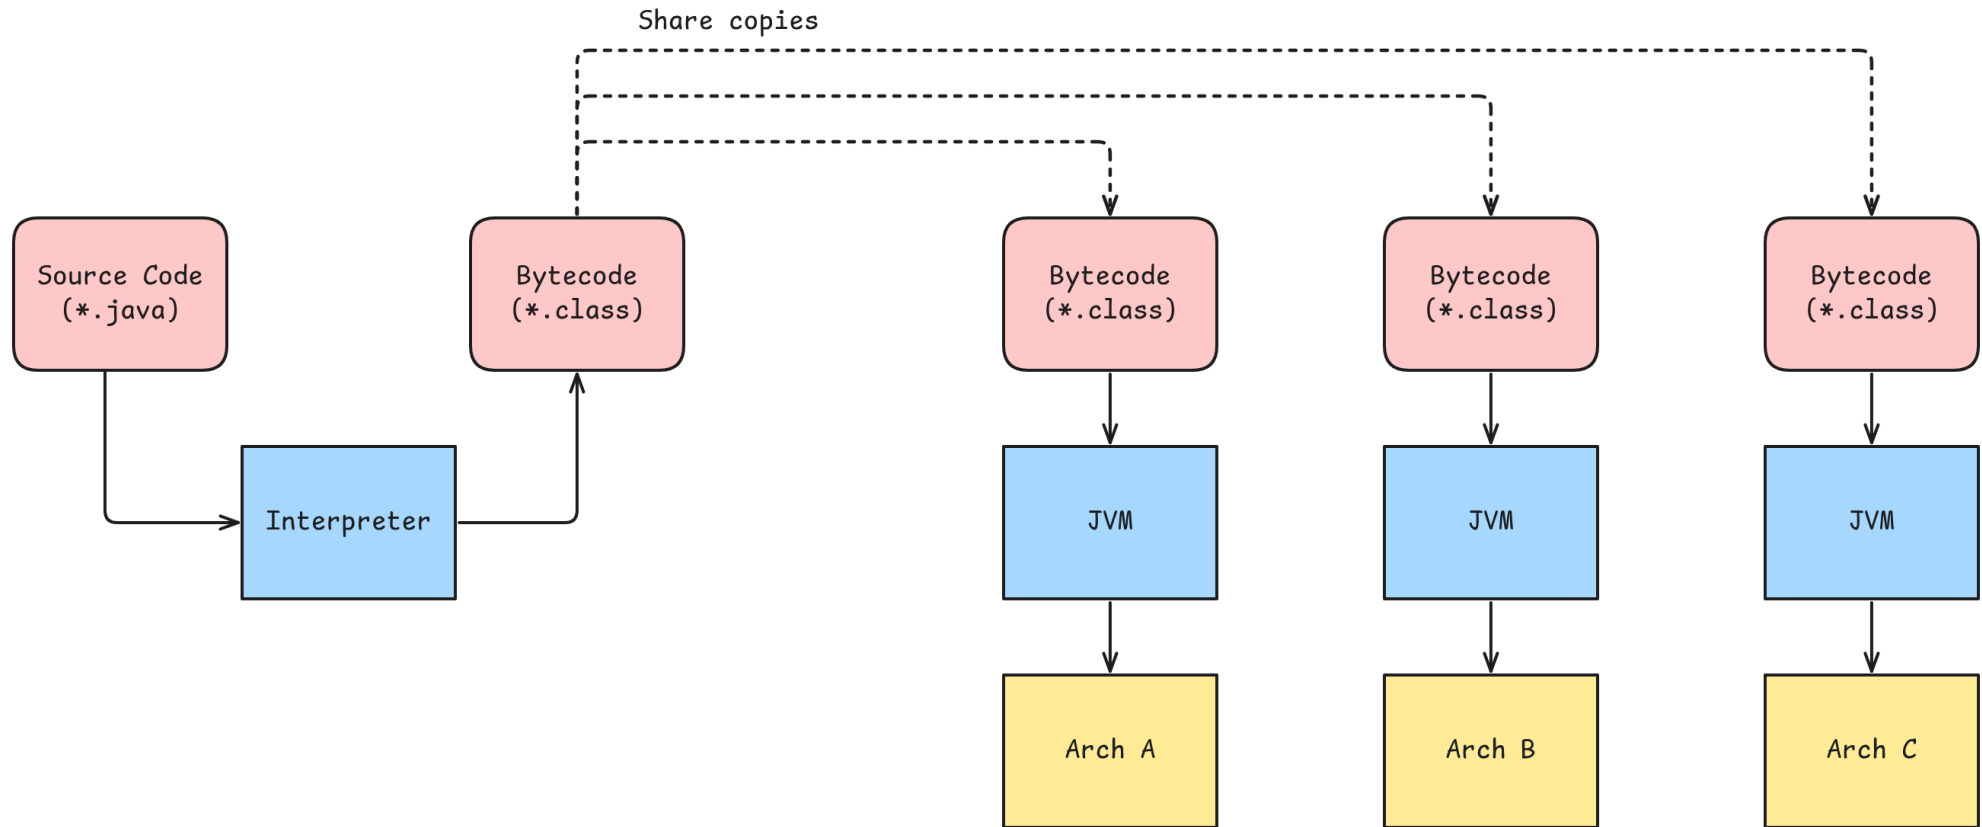 Share copies
Source Code
(*.java)
Bytecode
(*.class)
Bytecode
(*.class)
Bytecode
(*.class)
Bytecode
(*.class)
Interpreter
JVM
JVM
JVM
Arch A
Arch B
Arch C